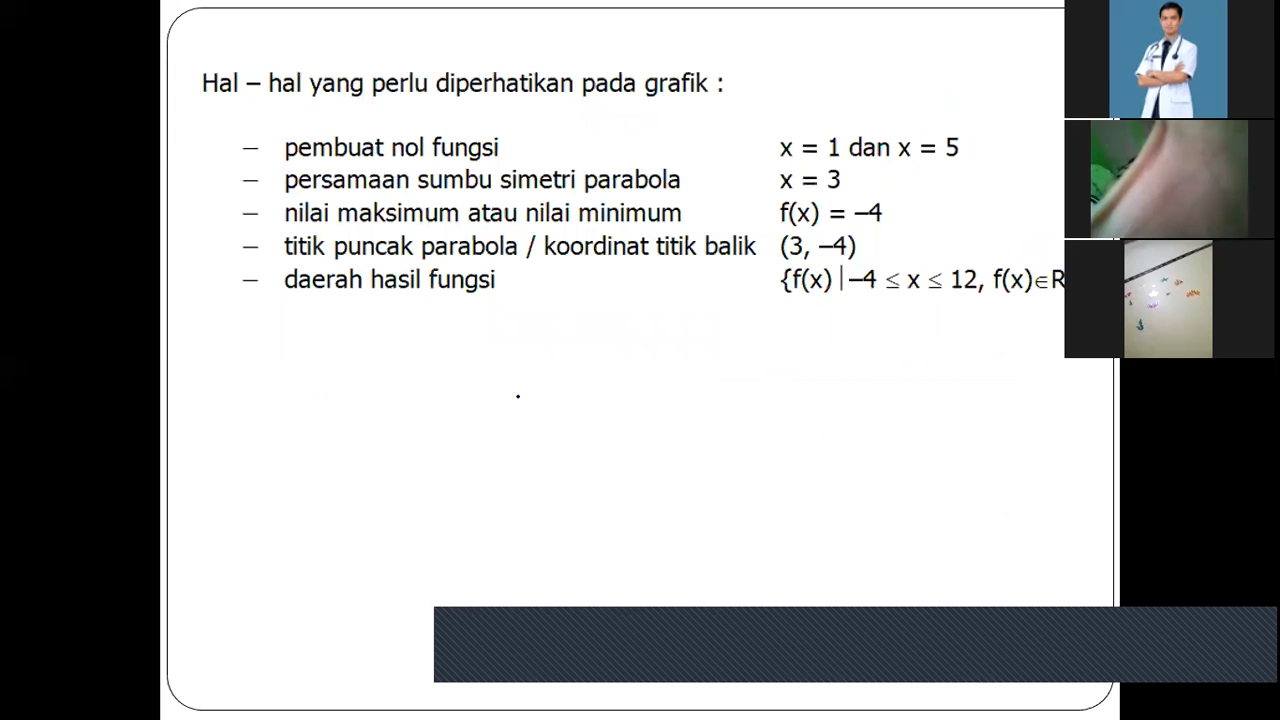 Hal – hal yang perlu diperhatikan pada grafik :
– pembuat nol fungsi x = 1 dan x = 5
– persamaan sumbu simetri parabola x = 3
– nilai maksimum atau nilai minimum f(x) = –4
– titik puncak parabola / koordinat titik balik (3, –4)
– daerah hasil fungsi {f(x) | –4 ≤ x ≤ 12, f(x)∈R